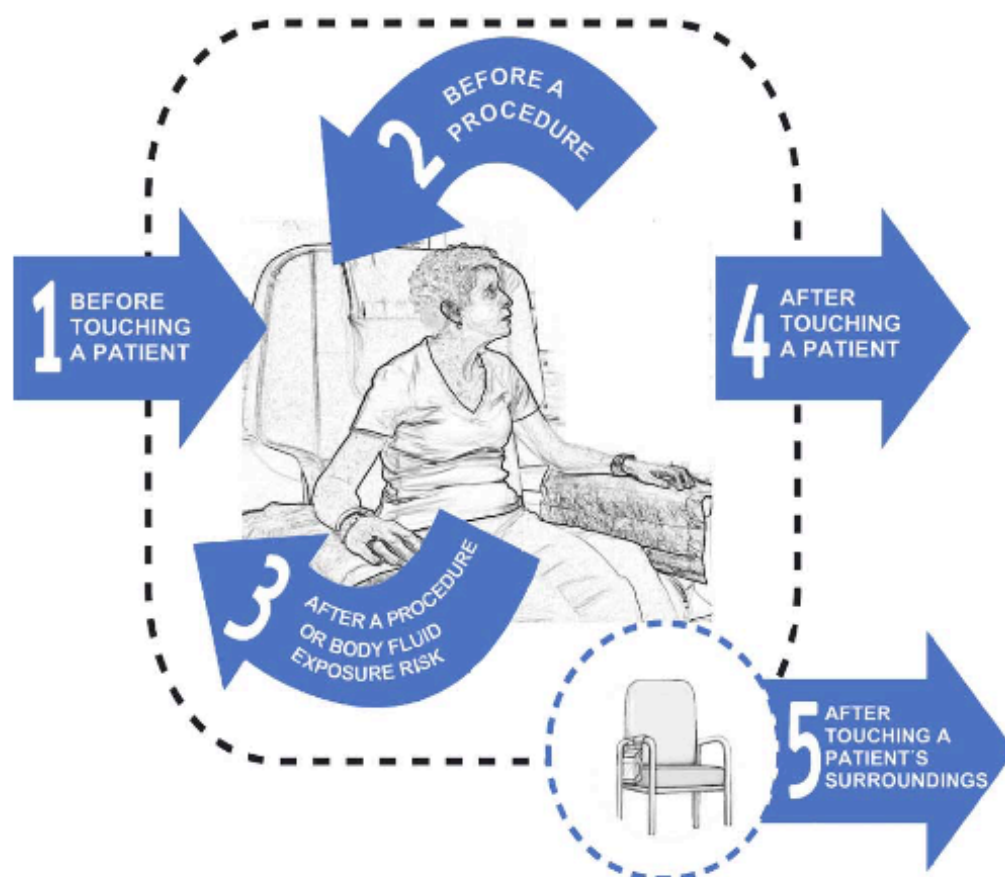 1 BEFORE
TOUCHING
A PATIENT
2 BEFORE A
PROCEDURE
3 AFTER A PROCEDURE
OR BODY FLUID
EXPOSURE RISK
4 AFTER
TOUCHING
A PATIENT
5 AFTER
TOUCHING A
PATIENT´S
SURROUNDINGS